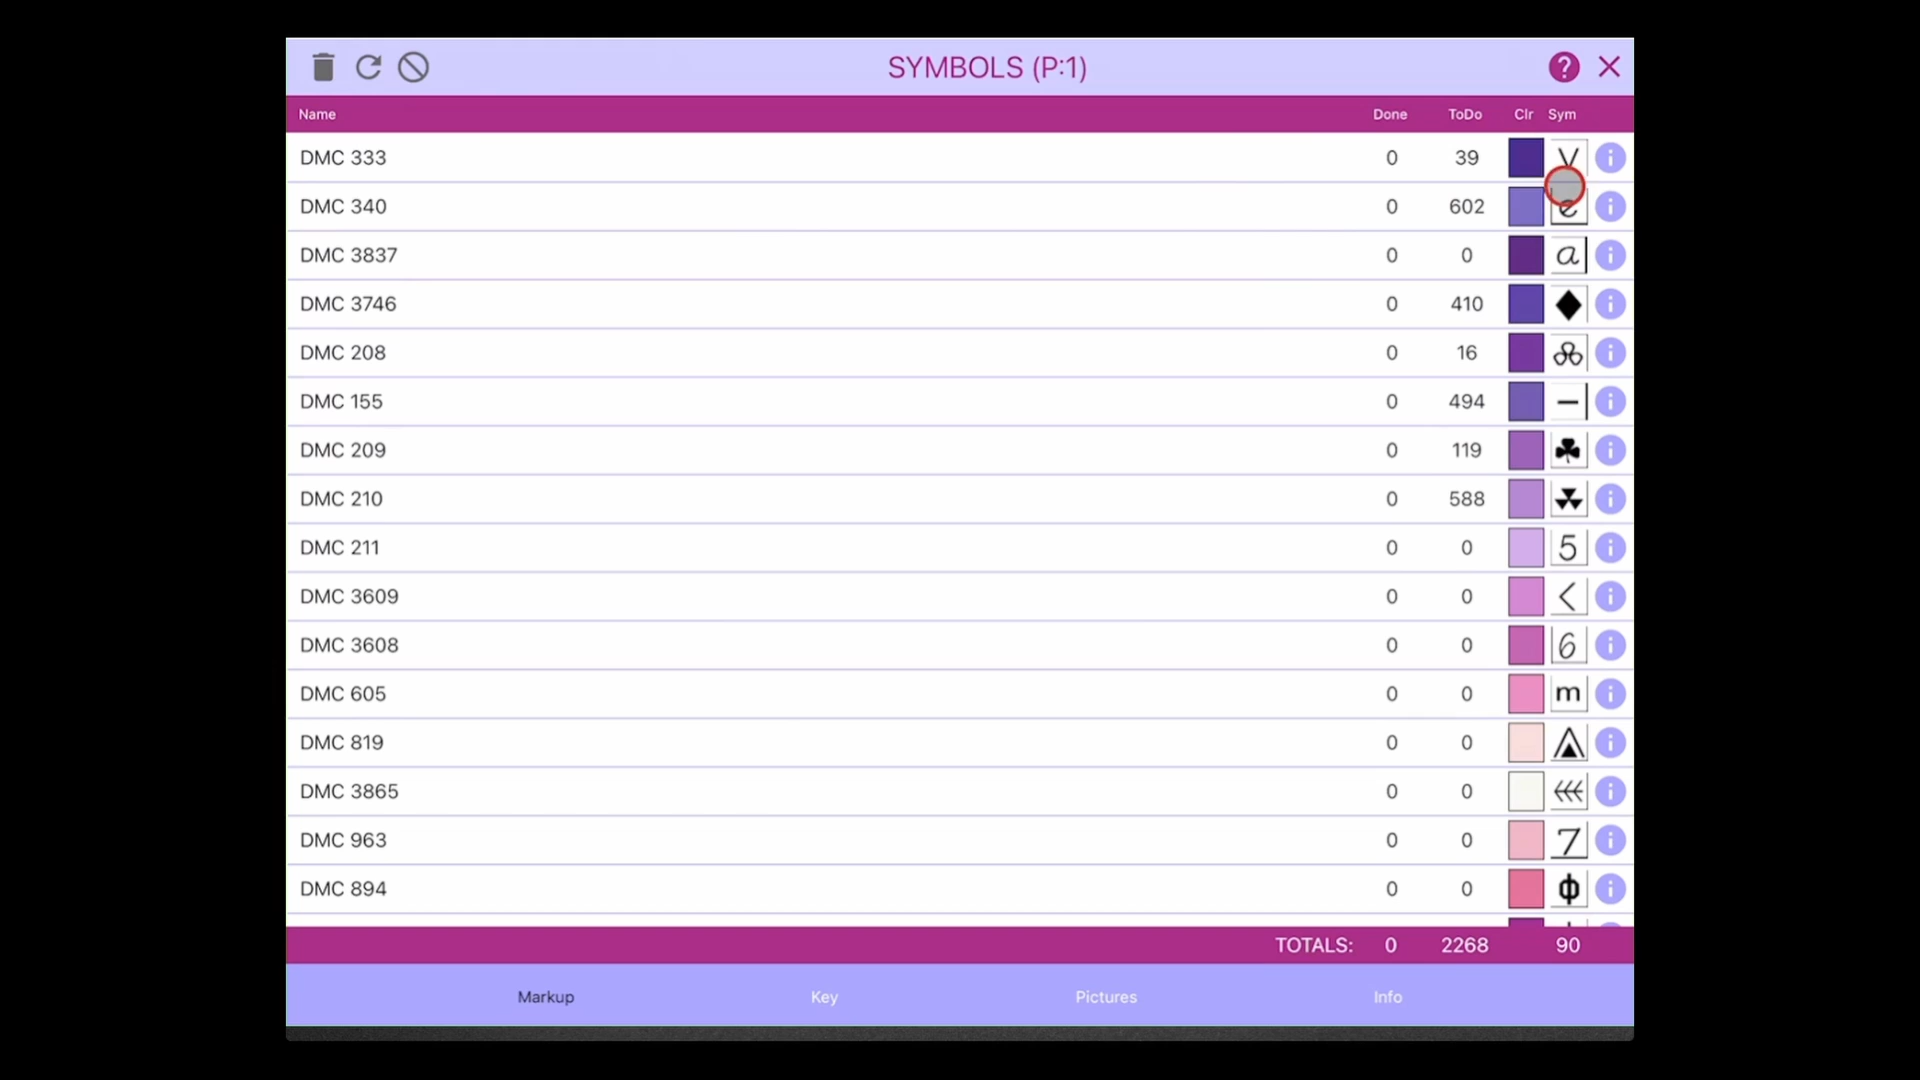 SYMBOLS (P:1) ?
Name Done ToDo Clr Sym
DMC 333 0 39 V i
DMC 340 0 602 e i
DMC 3837 0 0 a i
DMC 3746 0 410 ♦ i
DMC 208 0 16 i
DMC 155 0 494 − i
DMC 209 0 119 ♣ i
DMC 210 0 588 i
DMC 211 0 0 5 i
DMC 3609 0 0 < i
DMC 3608 0 0 6 i
DMC 605 0 0 m i
DMC 819 0 0 i
DMC 3865 0 0 i
DMC 963 0 0 7 i
DMC 894 0 0 ф i
TOTALS: 0 2268 90
Markup Key Pictures Info